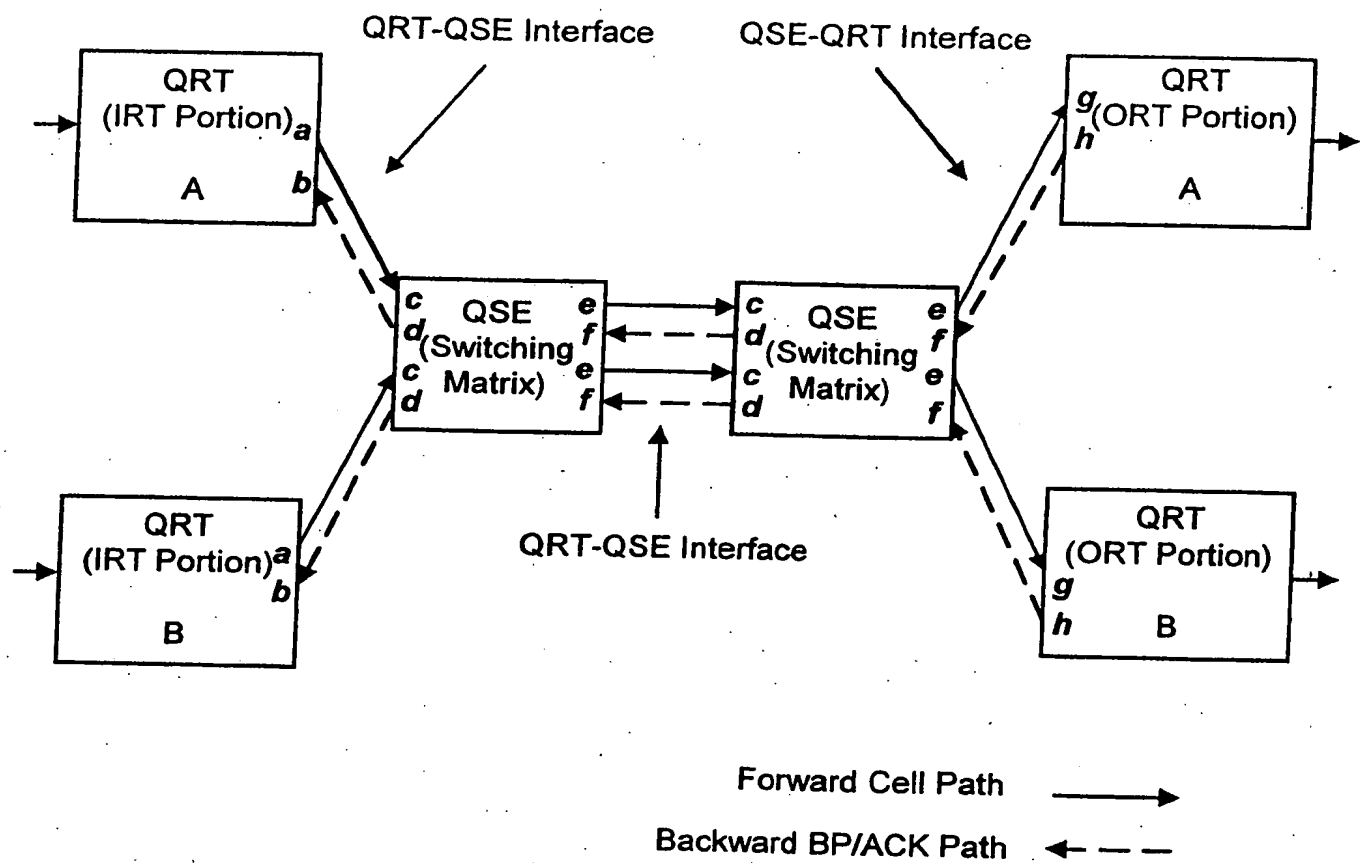 QRT-QSE Interface
QSE-QRT Interface
QRT
(IRT Portion)
a
b
A
QRT
g
(ORT Portion)
h
A
c
d
c
d
QSE
(Switching
Matrix)
e
f
e
f
c
d
c
d
QSE
(Switching
Matrix)
e
f
e
f
QRT-QSE Interface
QRT
(IRT Portion)
a
b
B
QRT
(ORT Portion)
g
h
B
Forward Cell Path
Backward BP/ACK Path